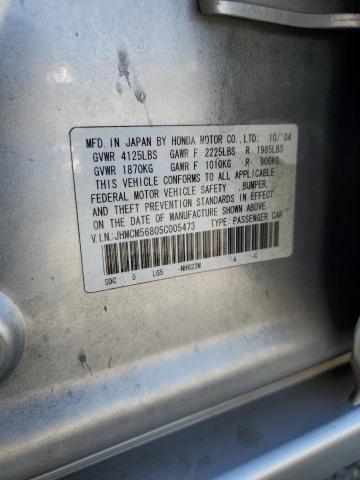 MFD. IN JAPAN BY HONDA MOTOR CO., LTD. 10/04
GVWR 4125LBS GAWR F 2225LBS R 1985LBS
GVWR 1870KG GAWR F 1010KG R 900KG
THIS VEHICLE CONFORMS TO ALL APPLICABLE
FEDERAL MOTOR VEHICLE SAFETY, BUMPER,
AND THEFT PREVENTION STANDARDS IN EFFECT
ON THE DATE OF MANUFACTURE SHOWN ABOVE.
V.I.N.:JHMCM56805C005473 TYPE: PASSENGER CAR
SDC 5 LG5 -NH623M -A -C